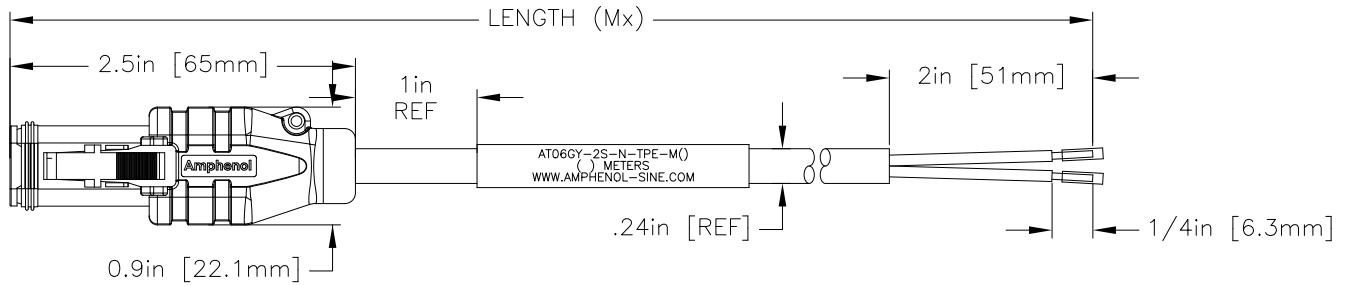 LENGTH (Mx)
2.5in [65mm]
1in
REF
2in [51mm]
Amphenol
AT06GY-2S-N-TPE-M()
( ) METERS
WWW.AMPHENOL-SINE.COM
.24in [REF]
1/4in [6.3mm]
0.9in [22.1mm]